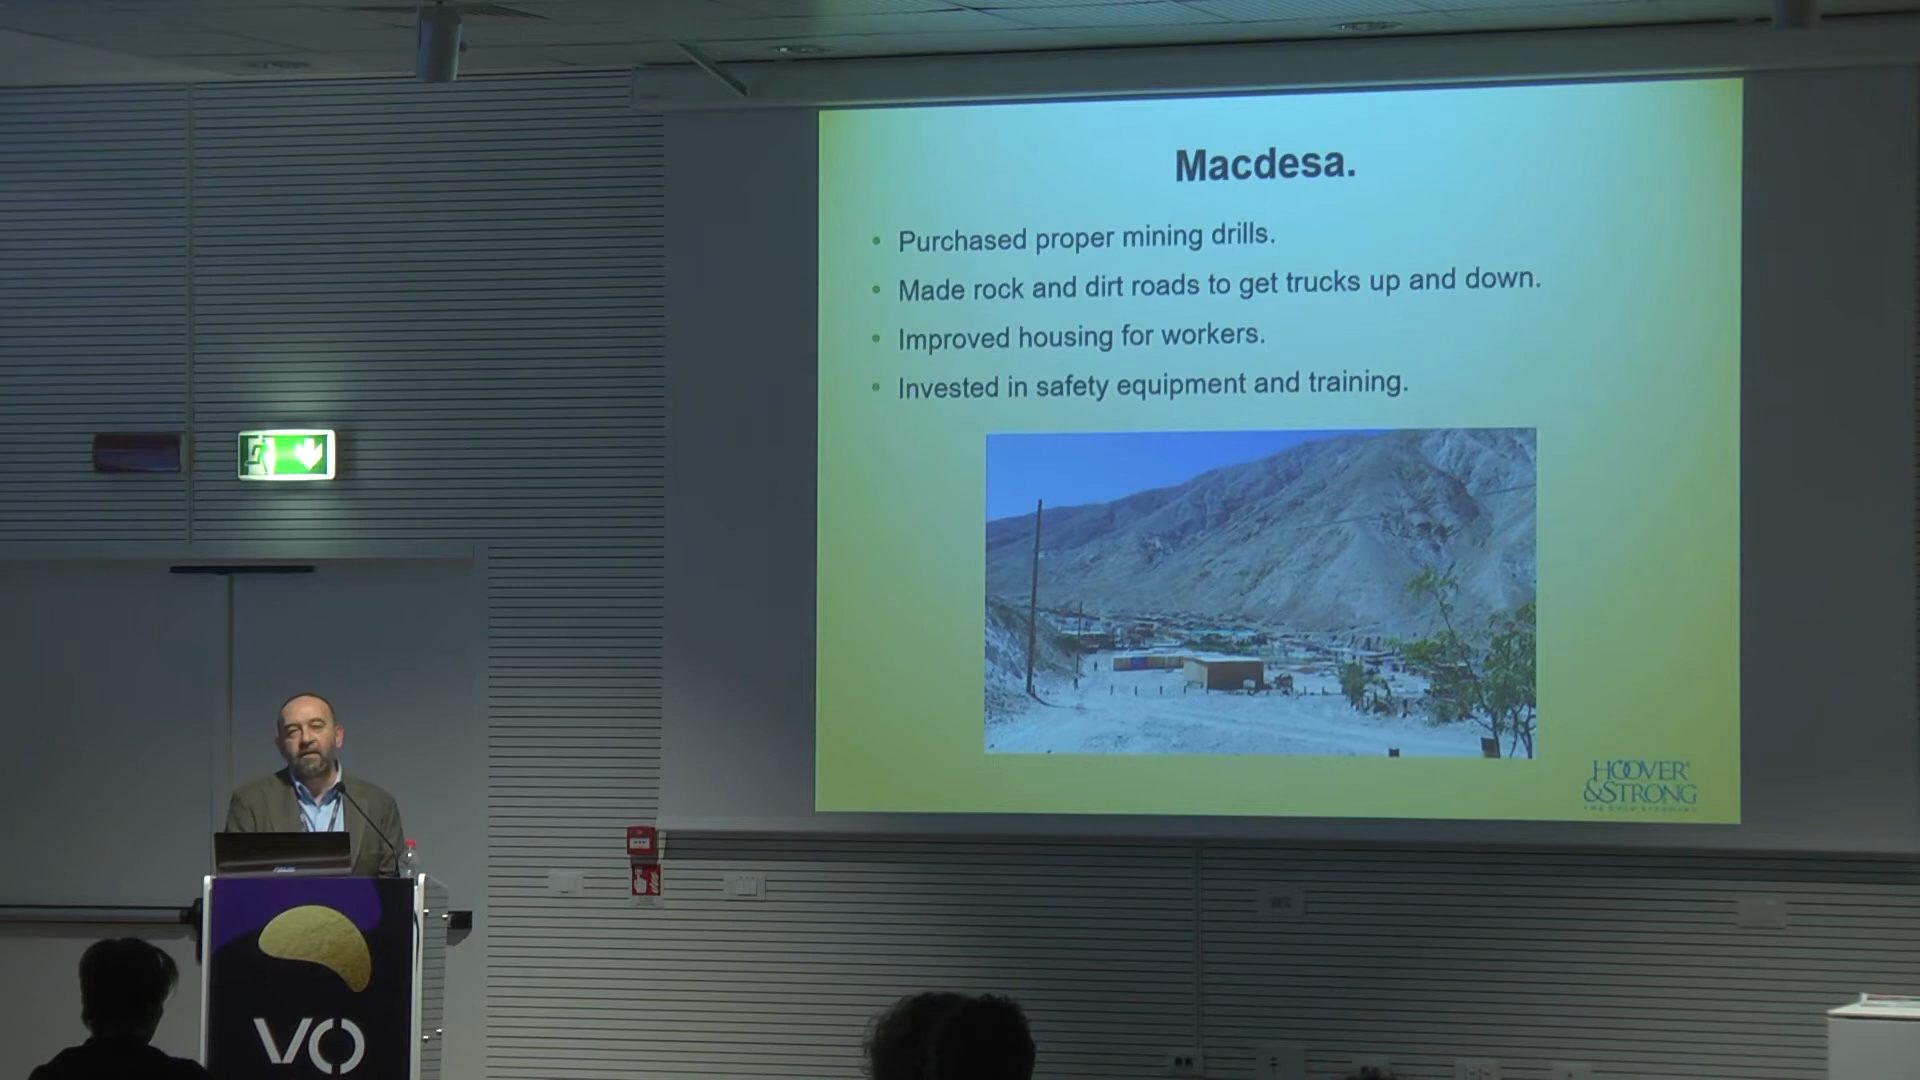 Macdesa.
• Purchased proper mining drills.
• Made rock and dirt roads to get trucks up and down.
• Improved housing for workers.
• Invested in safety equipment and training.
HOOVER®
&STRONG
VO